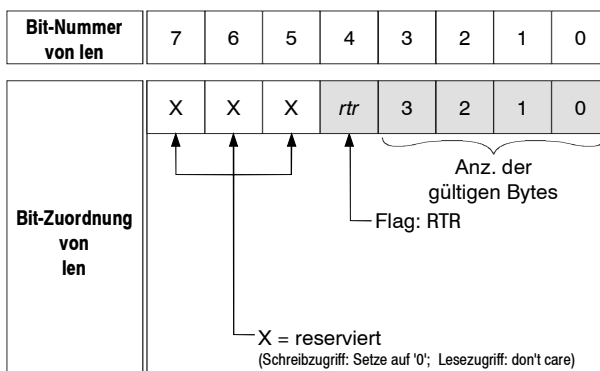 Bit-Nummer
von len
7 6 5 4 3 2 1 0
X X X rtr 3 2 1 0
Anz. der
gültigen Bytes
Flag: RTR
Bit-Zuordnung
von
len
X = reserviert
(Schreibzugriff: Setze auf '0'; Lesezugriff: don't care)